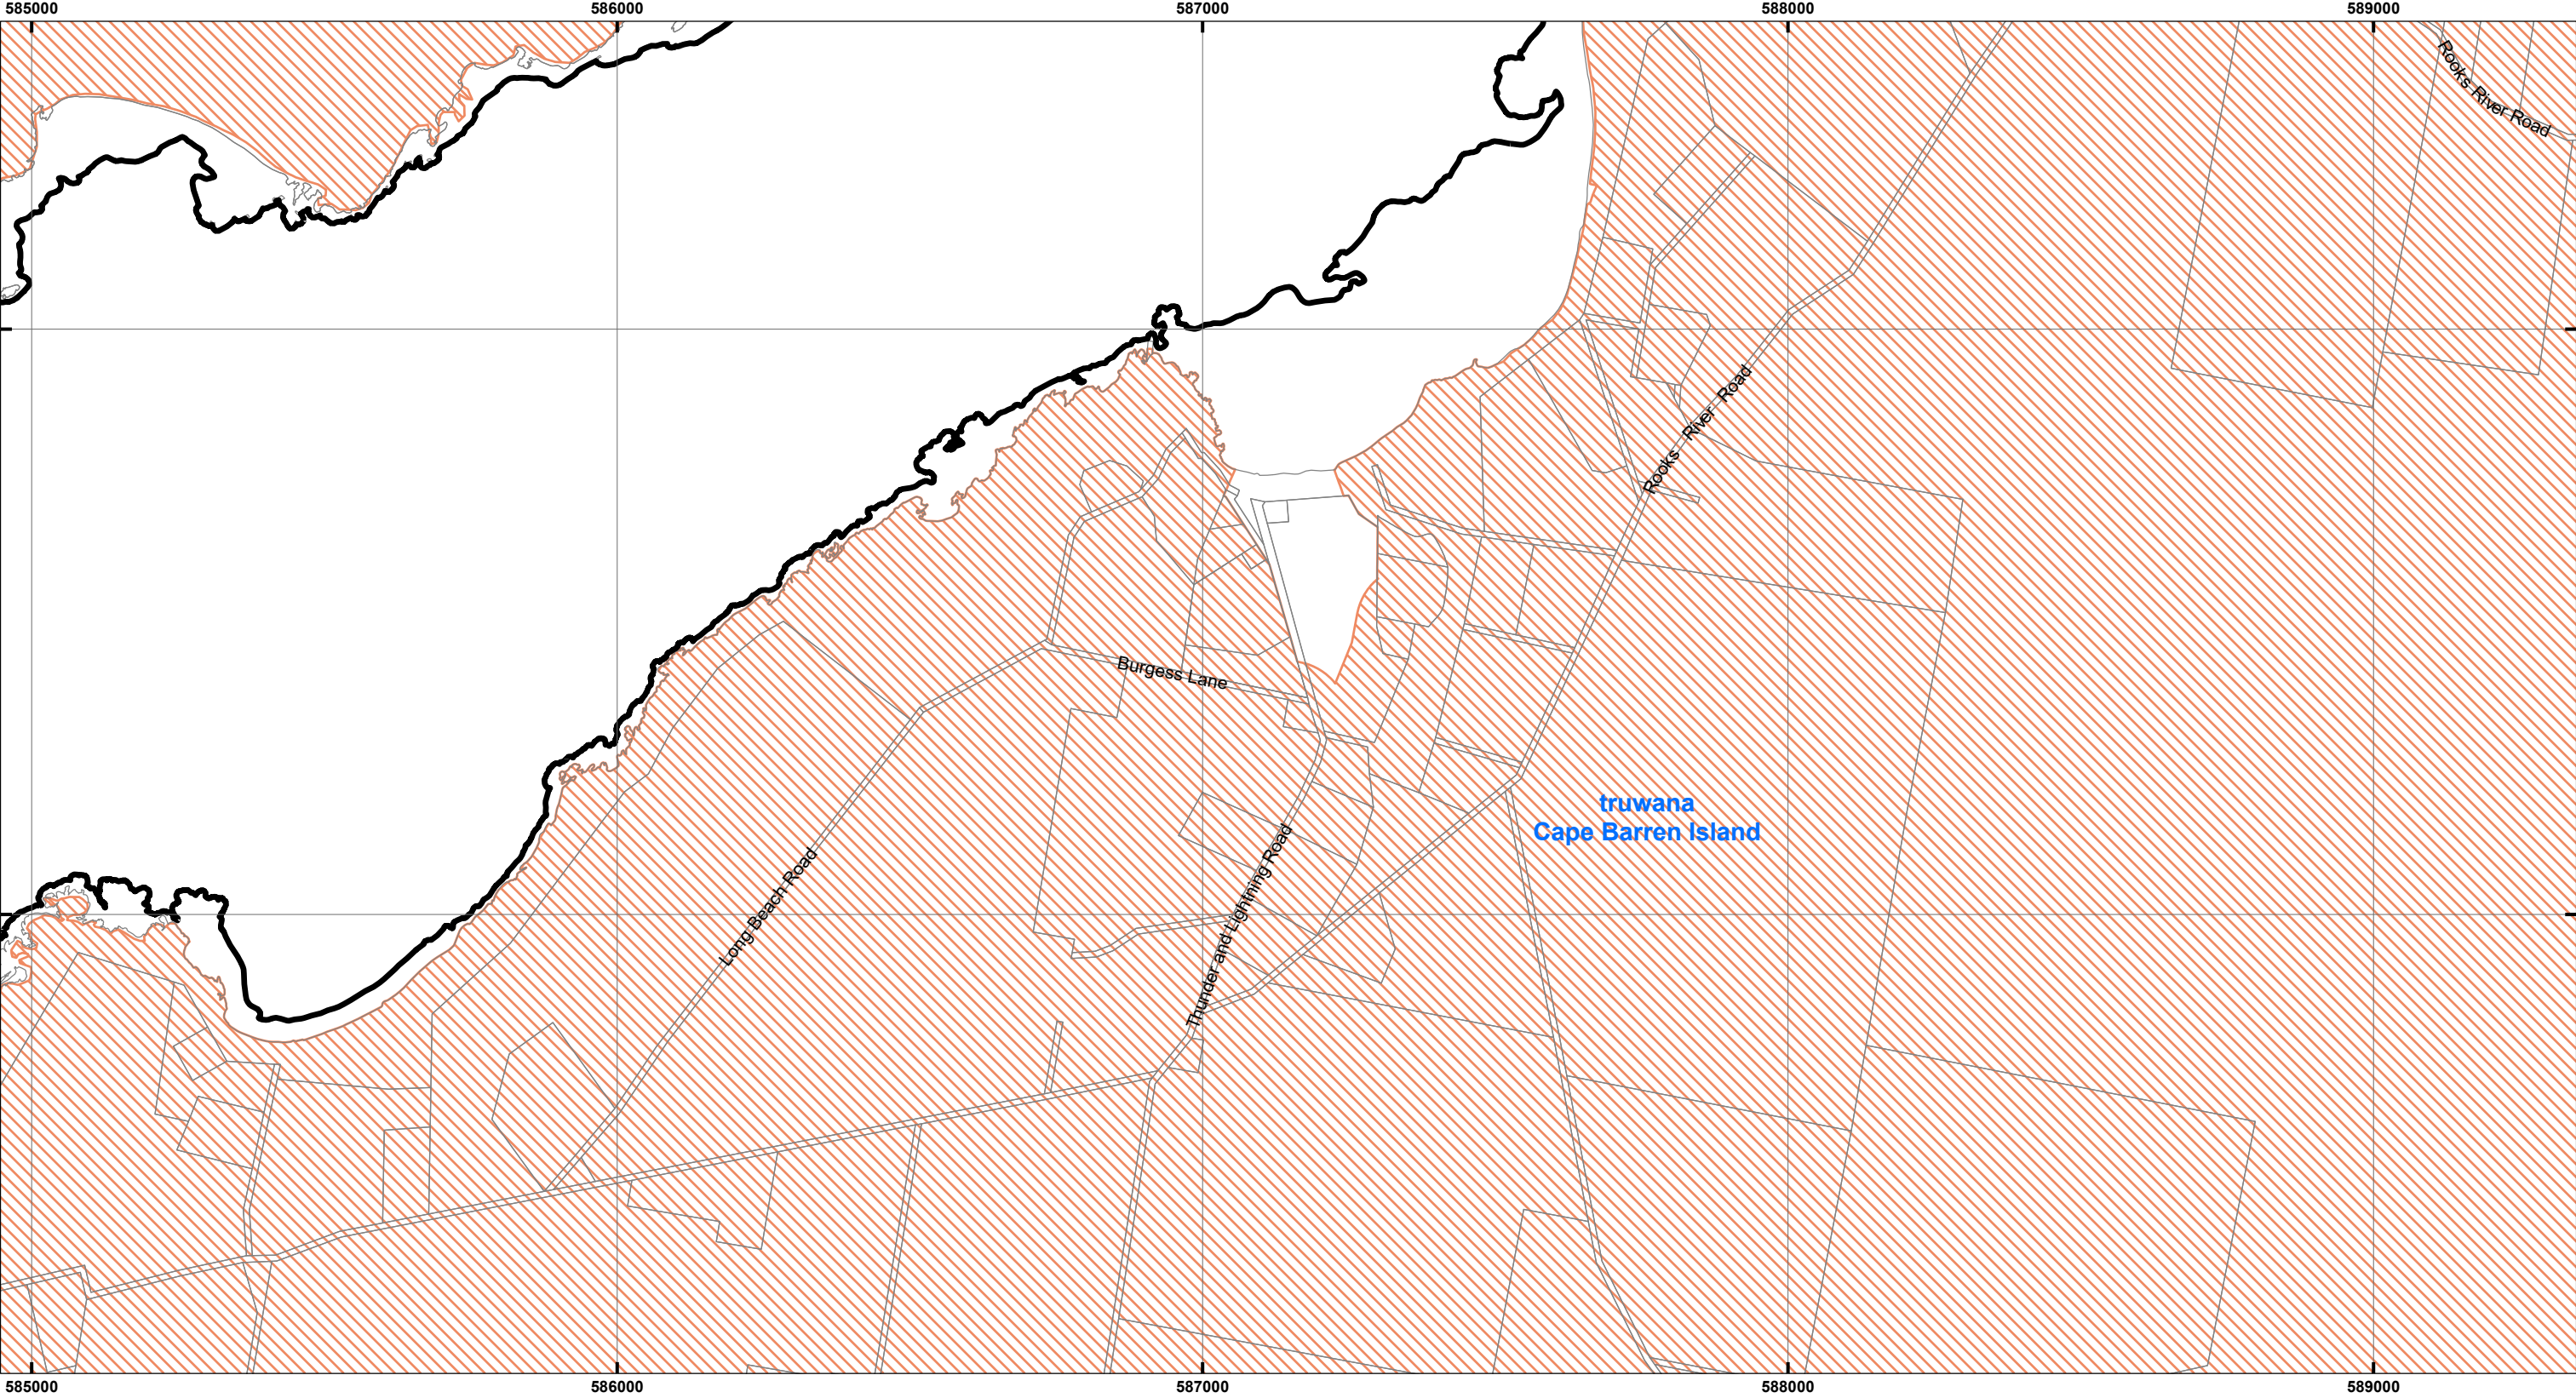 585000
586000
587000
588000
589000
Rooks River Road
Rooks River Road
Burgess Lane
truwana
Cape Barren Island
Long Beach Road
Thunder and Lightning Road
585000
586000
587000
588000
589000